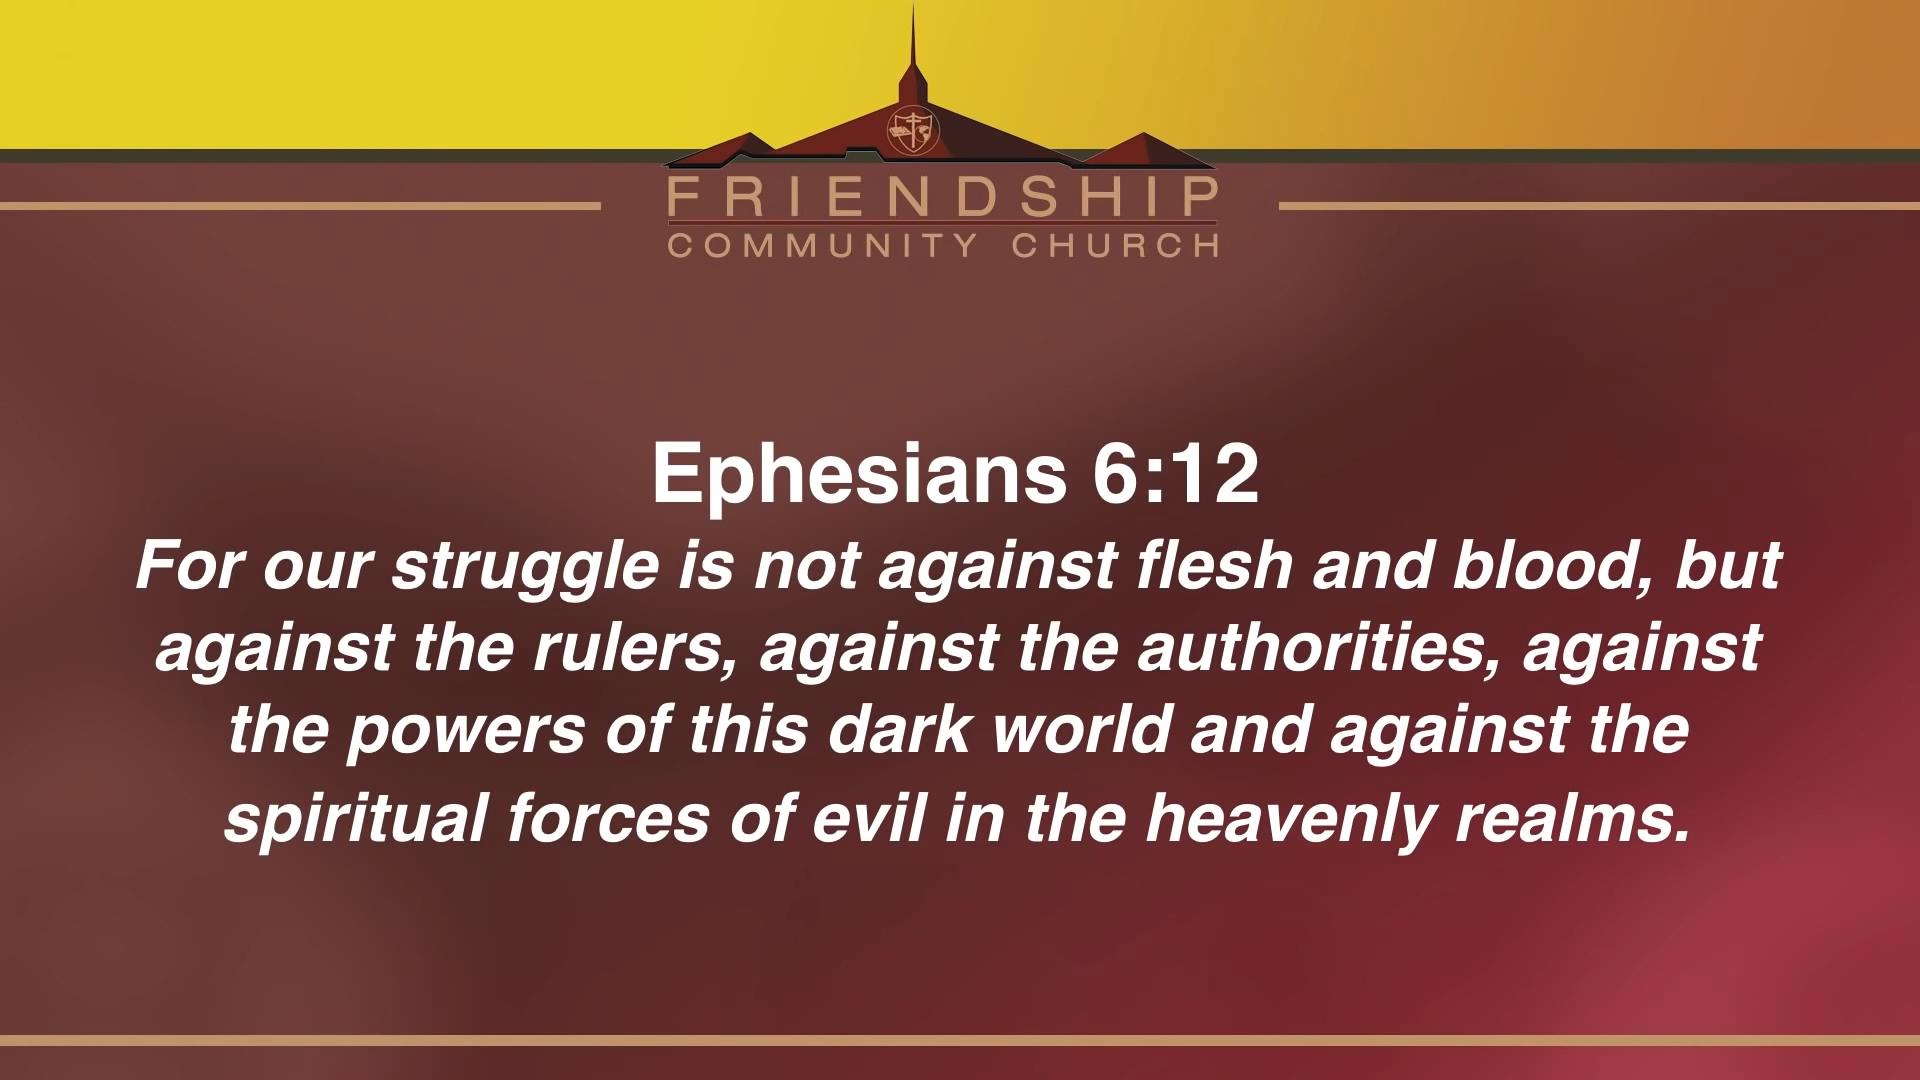 FRIENDSHIP
COMMUNITY CHURCH
Ephesians 6:12
For our struggle is not against flesh and blood, but
against the rulers, against the authorities, against
the powers of this dark world and against the
spiritual forces of evil in the heavenly realms.